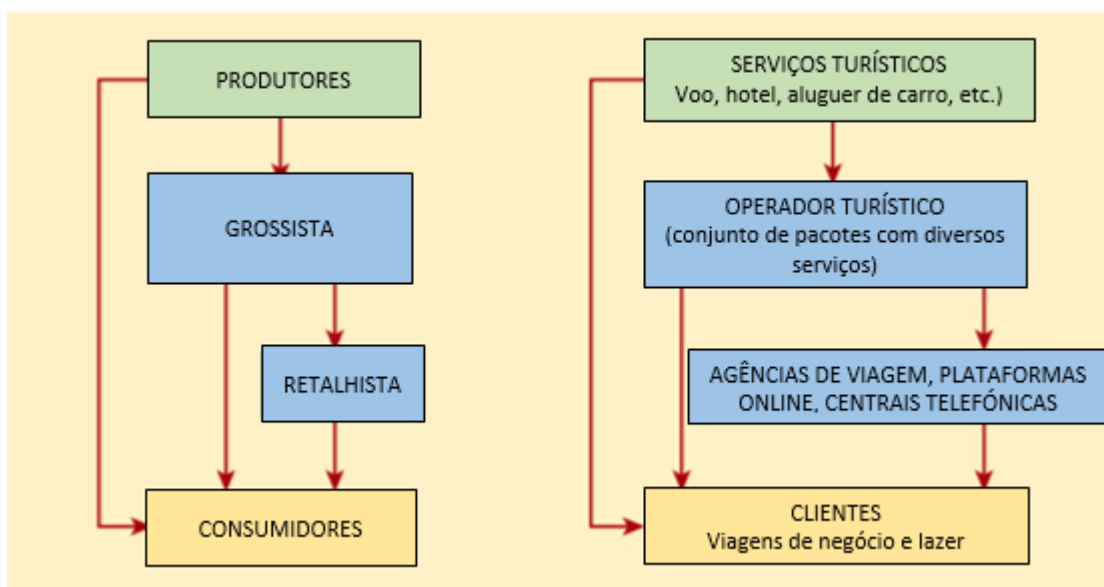 PRODUTORES
GROSSISTA
RETALHISTA
CONSUMIDORES
SERVIÇOS TURÍSTICOS
Voo, hotel, aluguer de carro, etc.)
OPERADOR TURÍSTICO
(conjunto de pacotes com diversos
serviços)
AGÊNCIAS DE VIAGEM, PLATAFORMAS
ONLINE, CENTRAIS TELEFÓNICAS
CLIENTES
Viagens de negócio e lazer